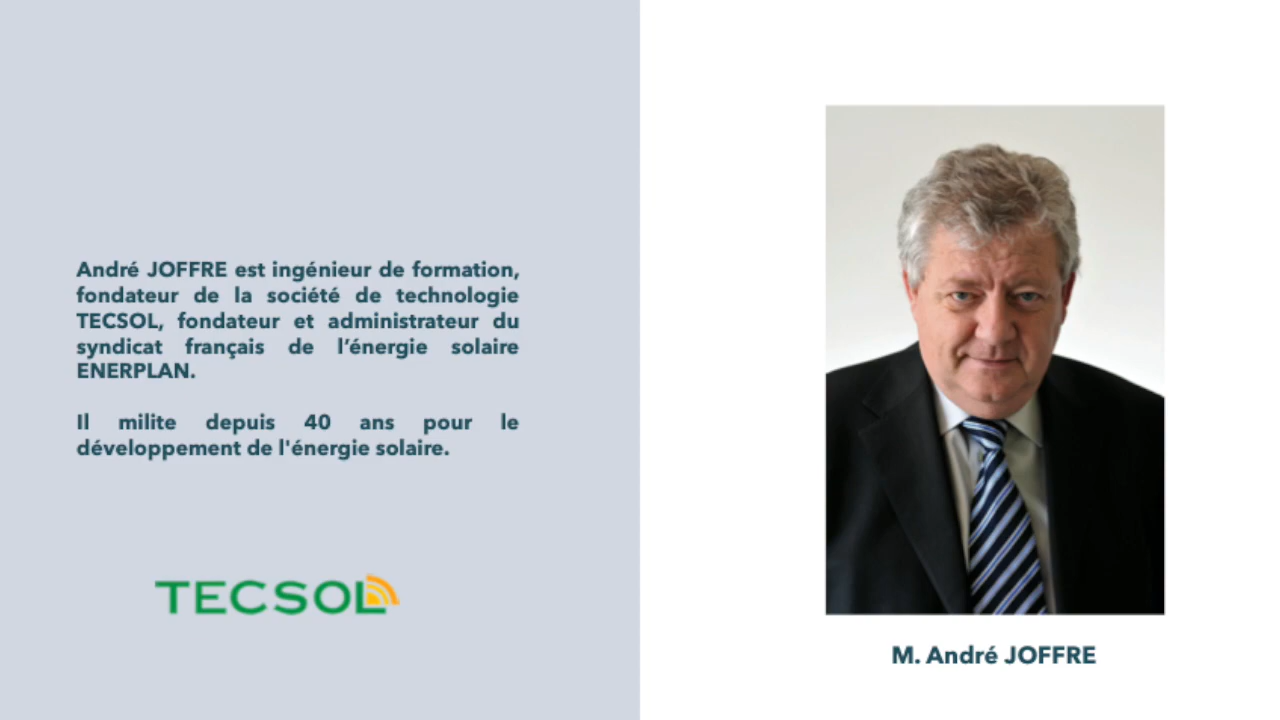 André JOFFRE est ingénieur de formation,
fondateur de la société de technologie
TECSOL, fondateur et administrateur du
syndicat français de l’énergie solaire
ENERPLAN.
Il milite depuis 40 ans pour le
développement de l'énergie solaire.
TECSOL
M. André JOFFRE